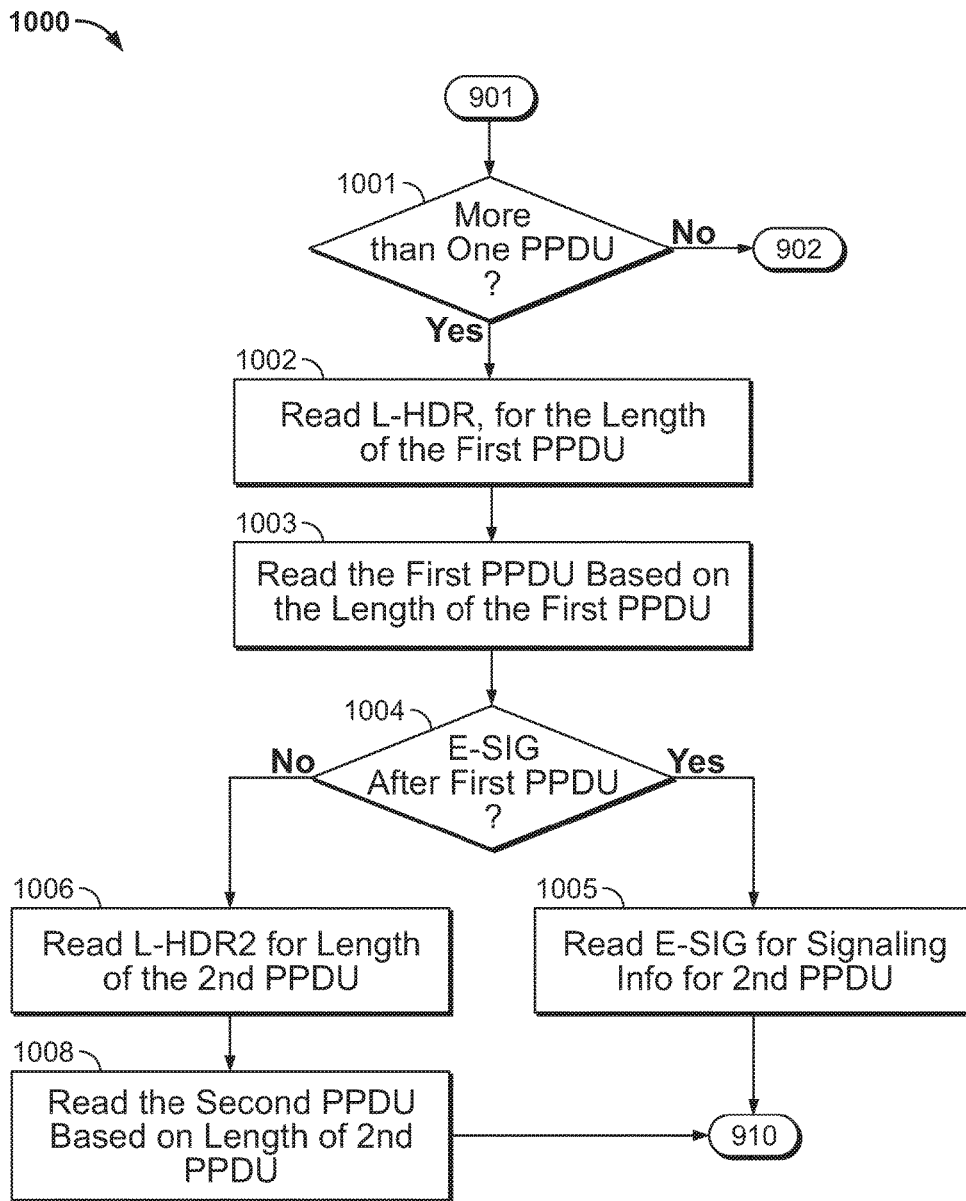 1000
901
1001
More
than One PPDU
?
No
902
Yes
1002
Read L-HDR, for the Length
of the First PPDU
1003
Read the First PPDU Based on
the Length of the First PPDU
1004
E-SIG
After First PPDU
?
No
Yes
1006
Read L-HDR2 for Length
of the 2nd PPDU
1005
Read E-SIG for Signaling
Info for 2nd PPDU
1008
Read the Second PPDU
Based on Length of 2nd
PPDU
910